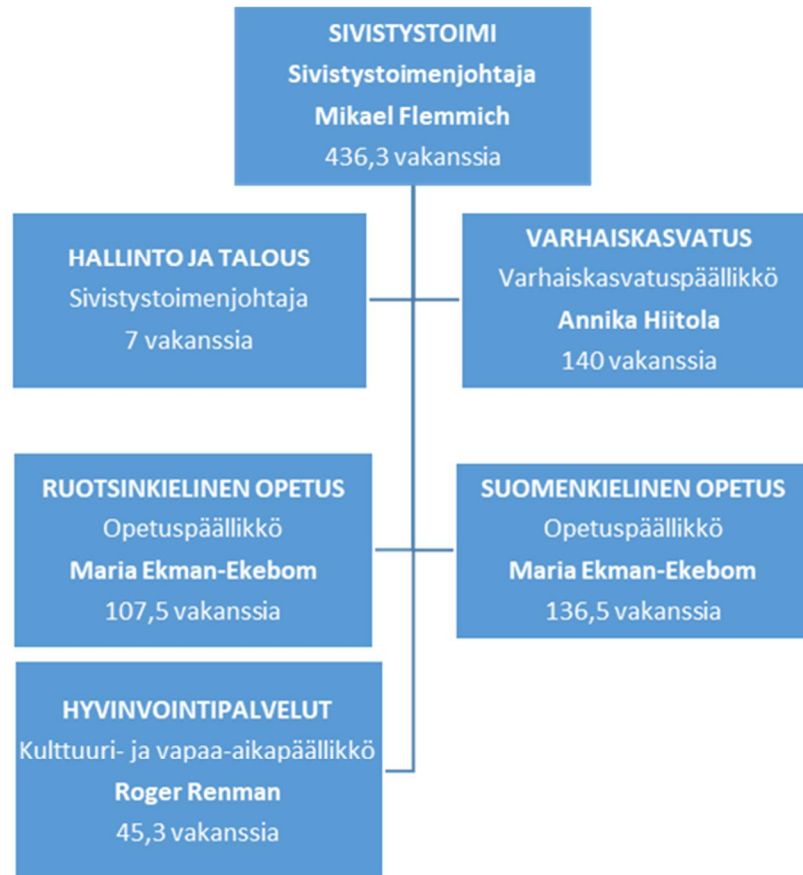 SIVISTYSTOIMI
Sivistystoimenjohtaja
Mikael Flemmich
436,3 vakanssia
HALLINTO JA TALOUS
Sivistystoimenjohtaja
7 vakanssia
VARHAISKASVATUS
Varhaiskasvatuspäällikkö
Annika Hiitola
140 vakanssia
RUOTSINKIELINEN OPETUS
Opetuspäällikkö
Maria Ekman-Ekebom
107,5 vakanssia
SUOMENKIELINEN OPETUS
Opetuspäällikkö
Maria Ekman-Ekebom
136,5 vakanssia
HYVINVOINTIPALVELUT
Kulttuuri- ja vapaa-aikapäällikkö
Roger Renman
45,3 vakanssia